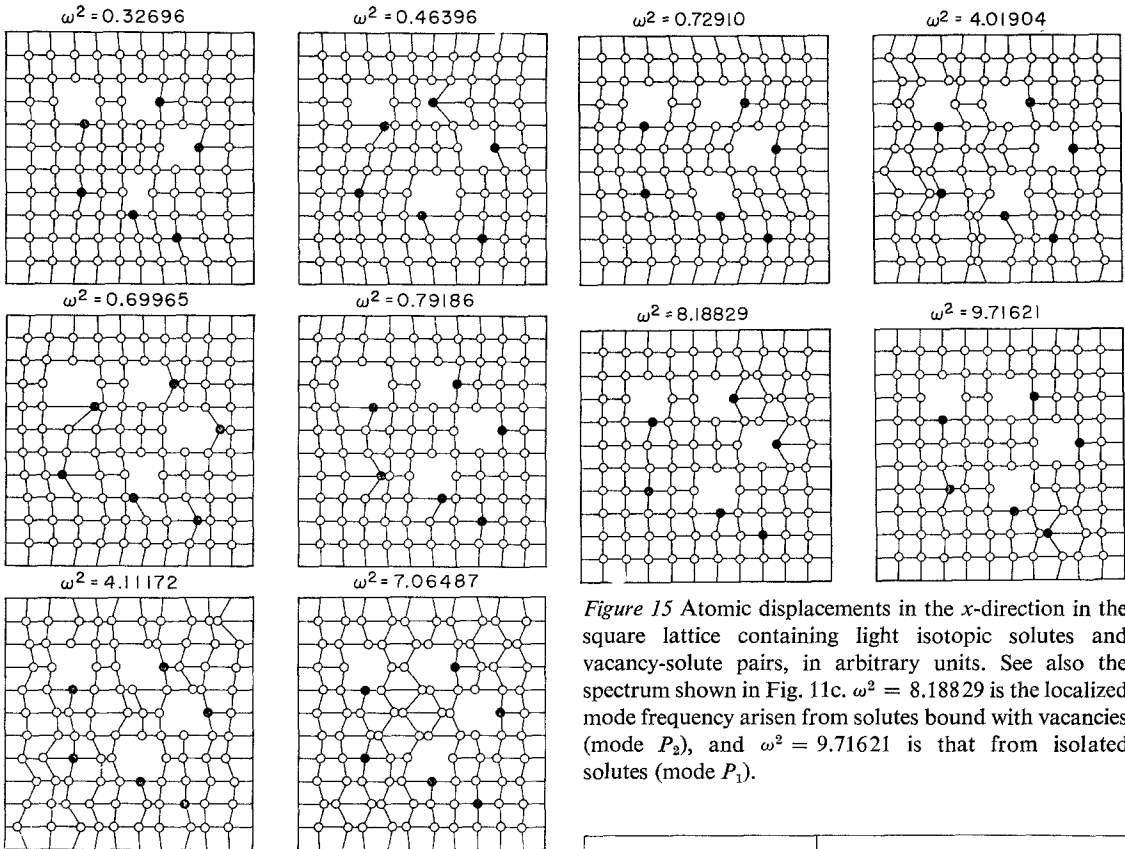 ω² = 0.32696
ω² = 0.46396
ω² = 0.72910
ω² = 4.01904
ω² = 0.69965
ω² = 0.79186
ω² = 8.18829
ω² = 9.71621
ω² = 4.11172
ω² = 7.06487
Figure 15 Atomic displacements in the x-direction in the
square lattice containing light isotopic solutes and
vacancy-solute pairs, in arbitrary units. See also the
spectrum shown in Fig. 11c. ω² = 8.18829 is the localized
mode frequency arisen from solutes bound with vacancies
(mode P₂), and ω² = 9.71621 is that from isolated
solutes (mode P₁).